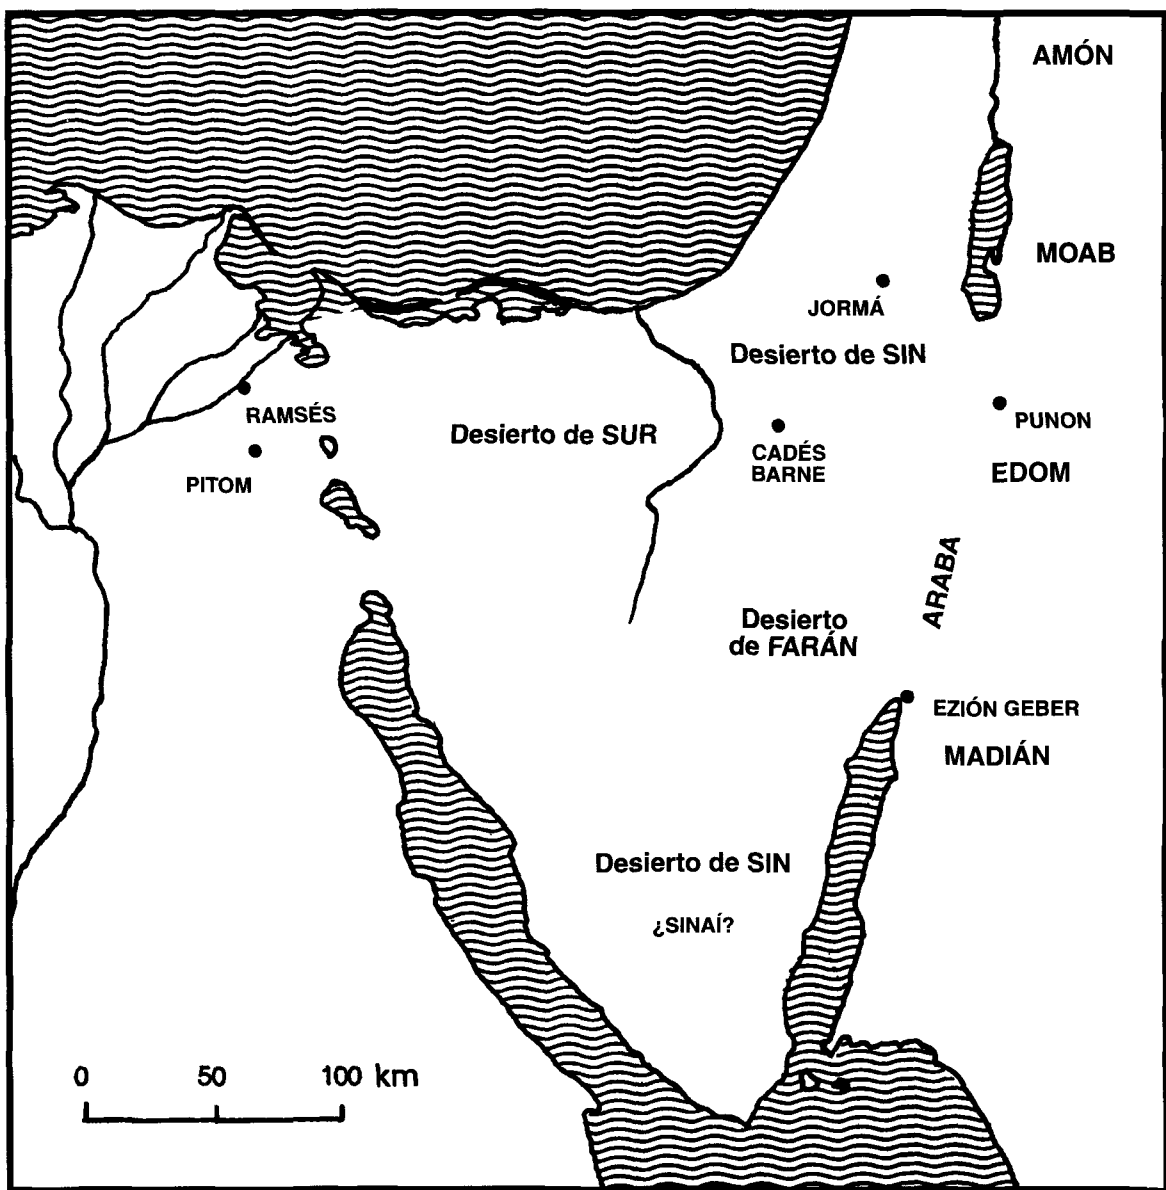 AMÓN
MOAB
JORMÁ
Desierto de SIN
RAMSÉS
Desierto de SUR
PUNON
CADÉS
BARNE
EDOM
PITOM
ARABA
Desierto
de FARÁN
EZIÓN GEBER
MADIÁN
Desierto de SIN
¿SINAÍ?
0 50 100 km